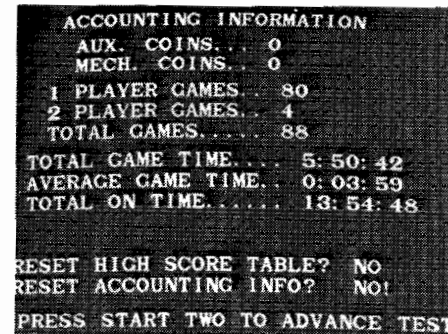 ACCOUNTING INFORMATION
AUX. COINS... 0
MECH. COINS.. 0
1 PLAYER GAMES.. 80
2 PLAYER GAMES.. 4
TOTAL GAMES..... 88
TOTAL GAME TIME.... 5:50:42
AVERAGE GAME TIME.. 0:03:59
TOTAL ON TIME...... 13:54:48
RESET HIGH SCORE TABLE? NO
RESET ACCOUNTING INFO? NO!
PRESS START TWO TO ADVANCE TEST